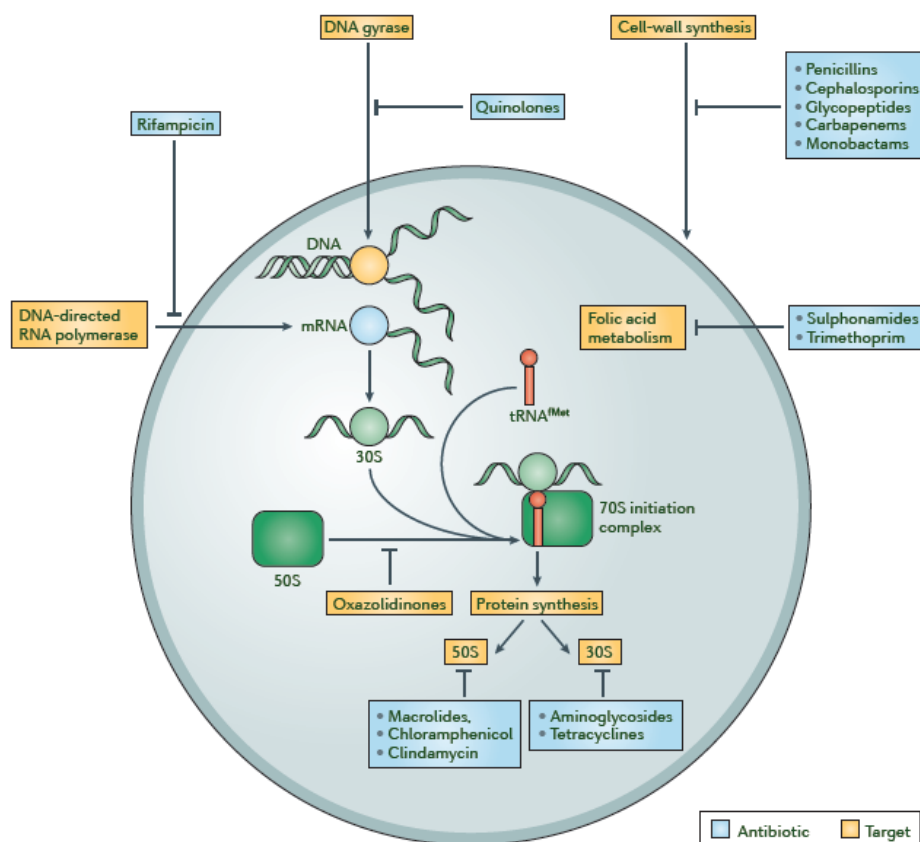 DNA gyrase
Cell-wall synthesis
• Penicillins
• Cephalosporins
• Glycopeptides
• Carbapenems
• Monobactams
Quinolones
Rifampicin
DNA
DNA-directed
RNA polymerase
mRNA
Folic acid
metabolism
• Sulphonamides
• Trimethoprim
tRNAfMet
30S
70S initiation
complex
50S
Oxazolidinones
Protein synthesis
50S
30S
• Macrolides,
• Chloramphenicol
• Clindamycin
• Aminoglycosides
• Tetracyclines
Antibiotic
Target